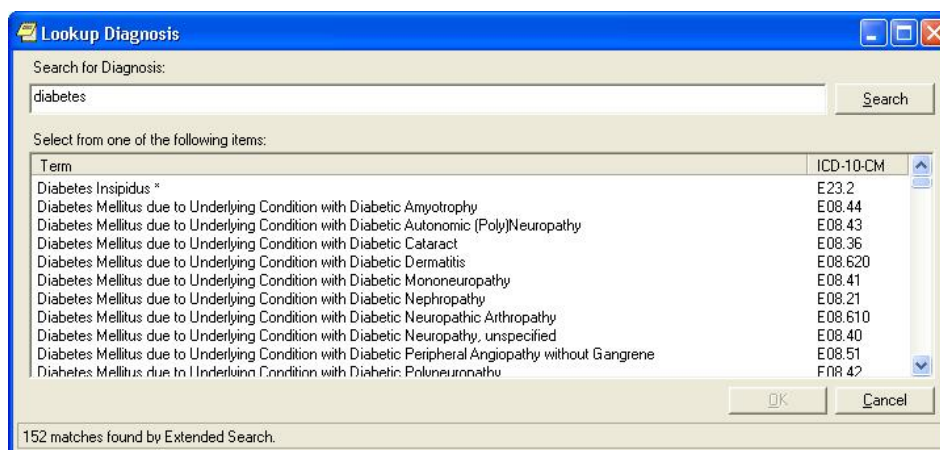 Lookup Diagnosis
Search for Diagnosis:
diabetes
Search
Select from one of the following items:
Term ICD-10-CM
Diabetes Insipidus * E23.2
Diabetes Mellitus due to Underlying Condition with Diabetic Amyotrophy E08.44
Diabetes Mellitus due to Underlying Condition with Diabetic Autonomic (Poly)Neuropathy E08.43
Diabetes Mellitus due to Underlying Condition with Diabetic Cataract E08.36
Diabetes Mellitus due to Underlying Condition with Diabetic Dermatitis E08.620
Diabetes Mellitus due to Underlying Condition with Diabetic Mononeuropathy E08.41
Diabetes Mellitus due to Underlying Condition with Diabetic Nephropathy E08.21
Diabetes Mellitus due to Underlying Condition with Diabetic Neuropathic Arthropathy E08.610
Diabetes Mellitus due to Underlying Condition with Diabetic Neuropathy, unspecified E08.40
Diabetes Mellitus due to Underlying Condition with Diabetic Peripheral Angiopathy without Gangrene E08.51
Diabetes Mellitus due to Underlying Condition with Diabetic Polyneuropathy E08.42
OK Cancel
152 matches found by Extended Search.